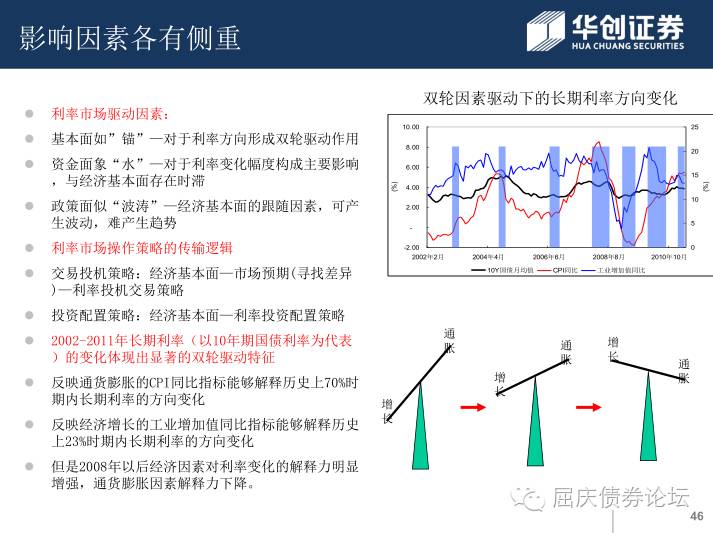 影响因素各有侧重
华创证券
HUA CHUANG SECURITIES
利率市场驱动因素：
基本面如”锚”—对于利率方向形成双轮驱动作用
资金面象“水”—对于利率变化幅度构成主要影响
，与经济基本面存在时滞
政策面似“波涛”—经济基本面的跟随因素，可产
生波动，难产生趋势
利率市场操作策略的传输逻辑
交易投机策略：经济基本面—市场预期(寻找差异
)—利率投机交易策略
投资配置策略：经济基本面—利率投资配置策略
2002-2011年长期利率（以10年期国债利率为代表
）的变化体现出显著的双轮驱动特征
反映通货膨胀的CPI同比指标能够解释历史上70%时
期内长期利率的方向变化
反映经济增长的工业增加值同比指标能够解释历史
上23%时期内长期利率的方向变化
但是2008年以后经济因素对利率变化的解释力明显
增强，通货膨胀因素解释力下降。
双轮因素驱动下的长期利率方向变化
10.00
8.00
6.00
4.00
2.00
-
-2.00
(%)
25
20
15
10
5
0
(%)
2002年2月
2004年4月
2006年6月
2008年8月
2010年10月
10Y国债月均值
CPI同比
工业增加值同比
通胀
增长
通胀
增长
增长
通胀
屈庆债券论坛
46